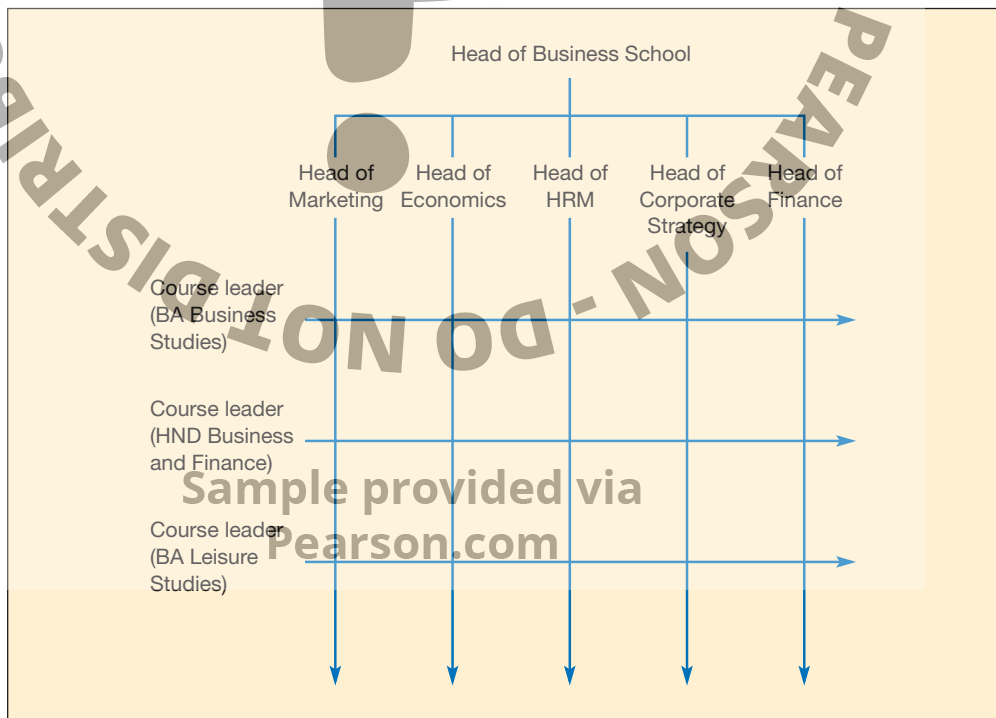 Head of Business School
Head of
Marketing
Head of
Economics
Head of
HRM
Head of
Corporate
Strategy
Head of
Finance
Course leader
(BA Business
Studies)
Course leader
(HND Business
and Finance)
Course leader
(BA Leisure
Studies)
Sample provided via
Pearson.com
PEARSON - DO NOT